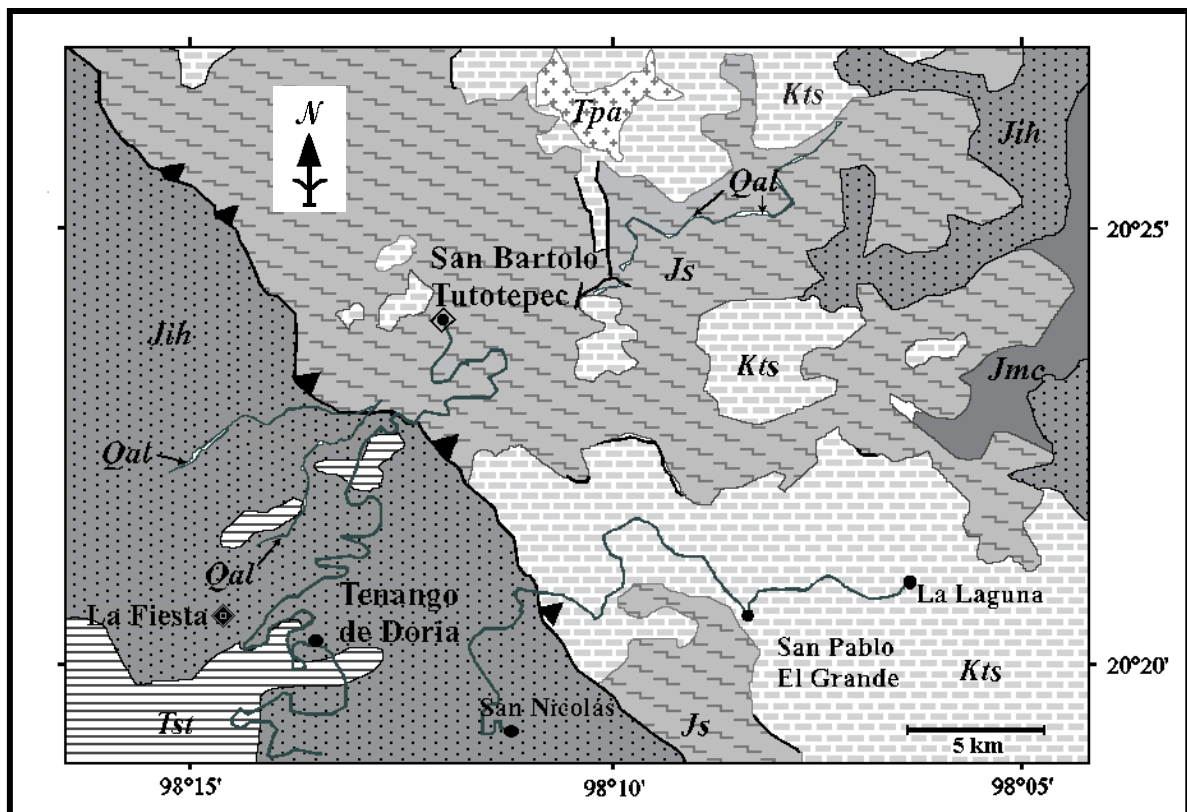 N
Tpa
Kts
Jih
Qal
20°25'
San Bartolo
Tutotepec
Js
Jih
Kts
Jmc
Qal
Qal
La Fiesta
Tenango
de Doria
La Laguna
San Pablo
El Grande
Kts
20°20'
San Nicolás
Tst
Js
5 km
98°15'
98°10'
98°05'